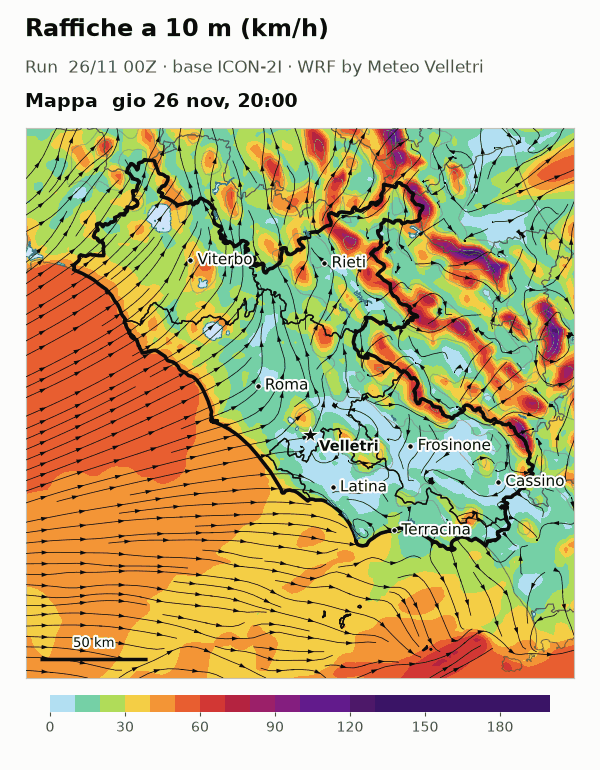 Raffiche a 10 m (km/h)
Run  26/11 00Z · base ICON-2I · WRF by Meteo Velletri
Mappa  gio 26 nov, 20:00
Viterbo
Rieti
Roma
Velletri
Frosinone
Latina
Cassino
Terracina
50 km
0 30 60 90 120 150 180